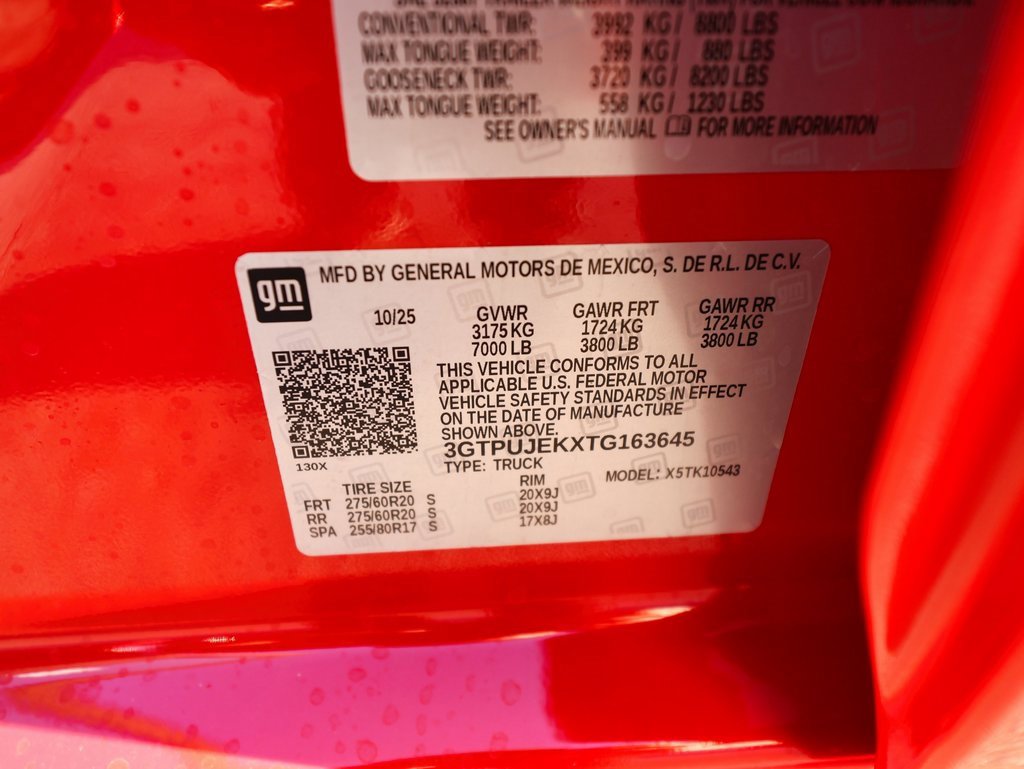 CONVENTIONAL TWR: 3992 KG / 8800 LBS
MAX TONGUE WEIGHT: 399 KG / 880 LBS
GOOSENECK TWR: 3720 KG / 8200 LBS
MAX TONGUE WEIGHT: 558 KG / 1230 LBS
SEE OWNER'S MANUAL FOR MORE INFORMATION
gm
MFD BY GENERAL MOTORS DE MEXICO, S. DE R.L. DE C.V.
10/25 GVWR GAWR FRT GAWR RR
3175 KG 1724 KG 1724 KG
7000 LB 3800 LB 3800 LB
THIS VEHICLE CONFORMS TO ALL
APPLICABLE U.S. FEDERAL MOTOR
VEHICLE SAFETY STANDARDS IN EFFECT
ON THE DATE OF MANUFACTURE
SHOWN ABOVE.
3GTPUJEKXTG163645
130X
TYPE: TRUCK
MODEL: X5TK10543
TIRE SIZE RIM
FRT 275/60R20 S 20X9J
RR 275/60R20 S 20X9J
SPA 255/80R17 S 17X8J